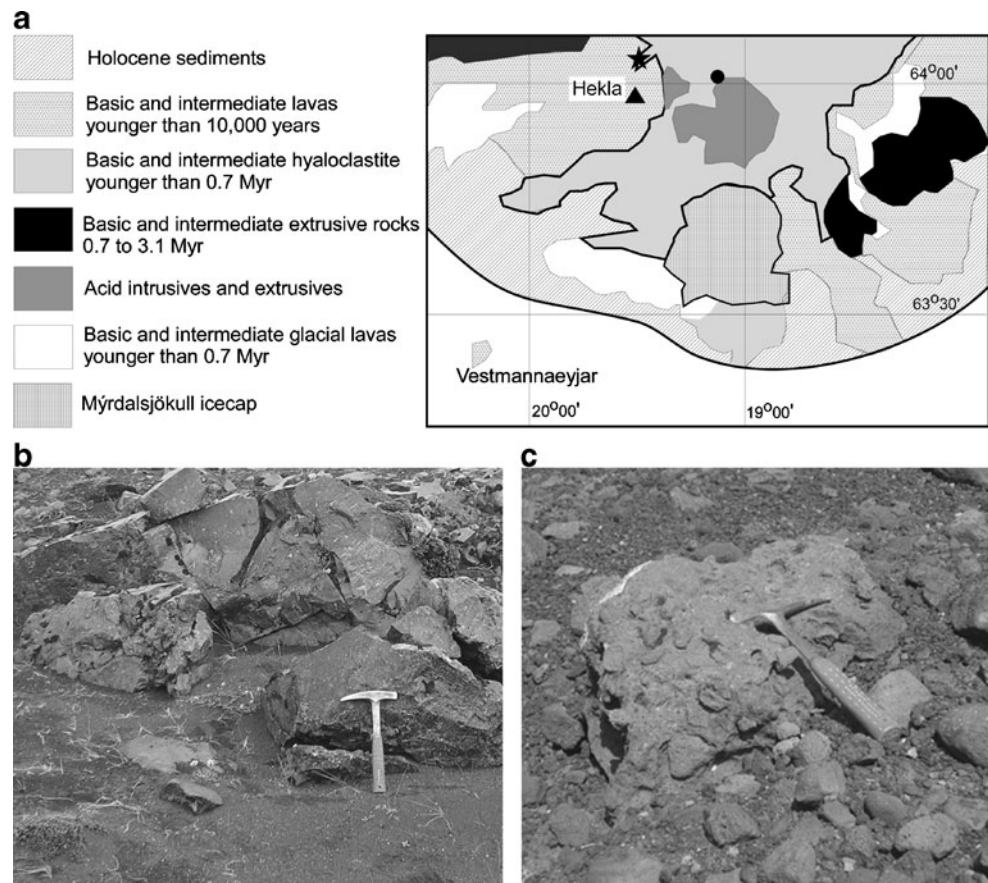 a
Holocene sediments
Basic and intermediate lavas
younger than 10,000 years
Basic and intermediate hyaloclastite
younger than 0.7 Myr
Basic and intermediate extrusive rocks
0.7 to 3.1 Myr
Acid intrusives and extrusives
Basic and intermediate glacial lavas
younger than 0.7 Myr
Mýrdalsjökull icecap
Hekla
64°00'
63°30'
Vestmannaeyjar
20°00'
19°00'
b
c